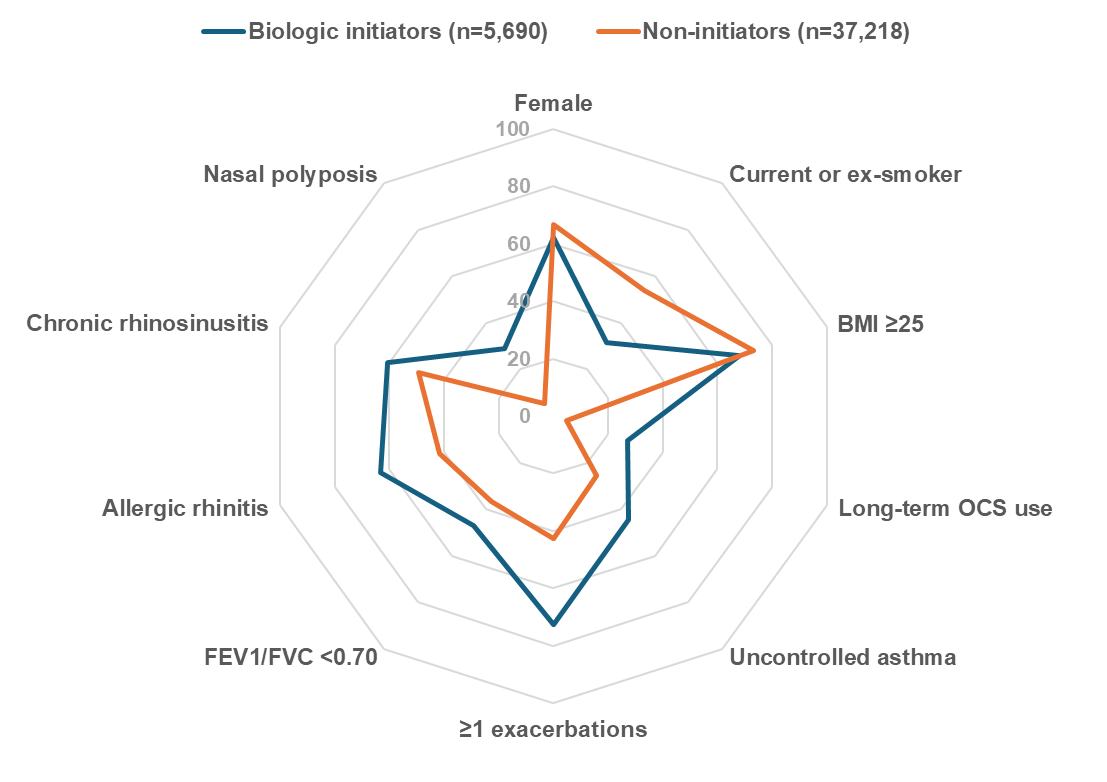 Biologic initiators (n=5,690) Non-initiators (n=37,218)
Female
100
Nasal polyposis
Current or ex-smoker
80
60
40
Chronic rhinosinusitis
BMI ≥25
20
0
Allergic rhinitis
Long-term OCS use
FEV1/FVC <0.70
Uncontrolled asthma
≥1 exacerbations